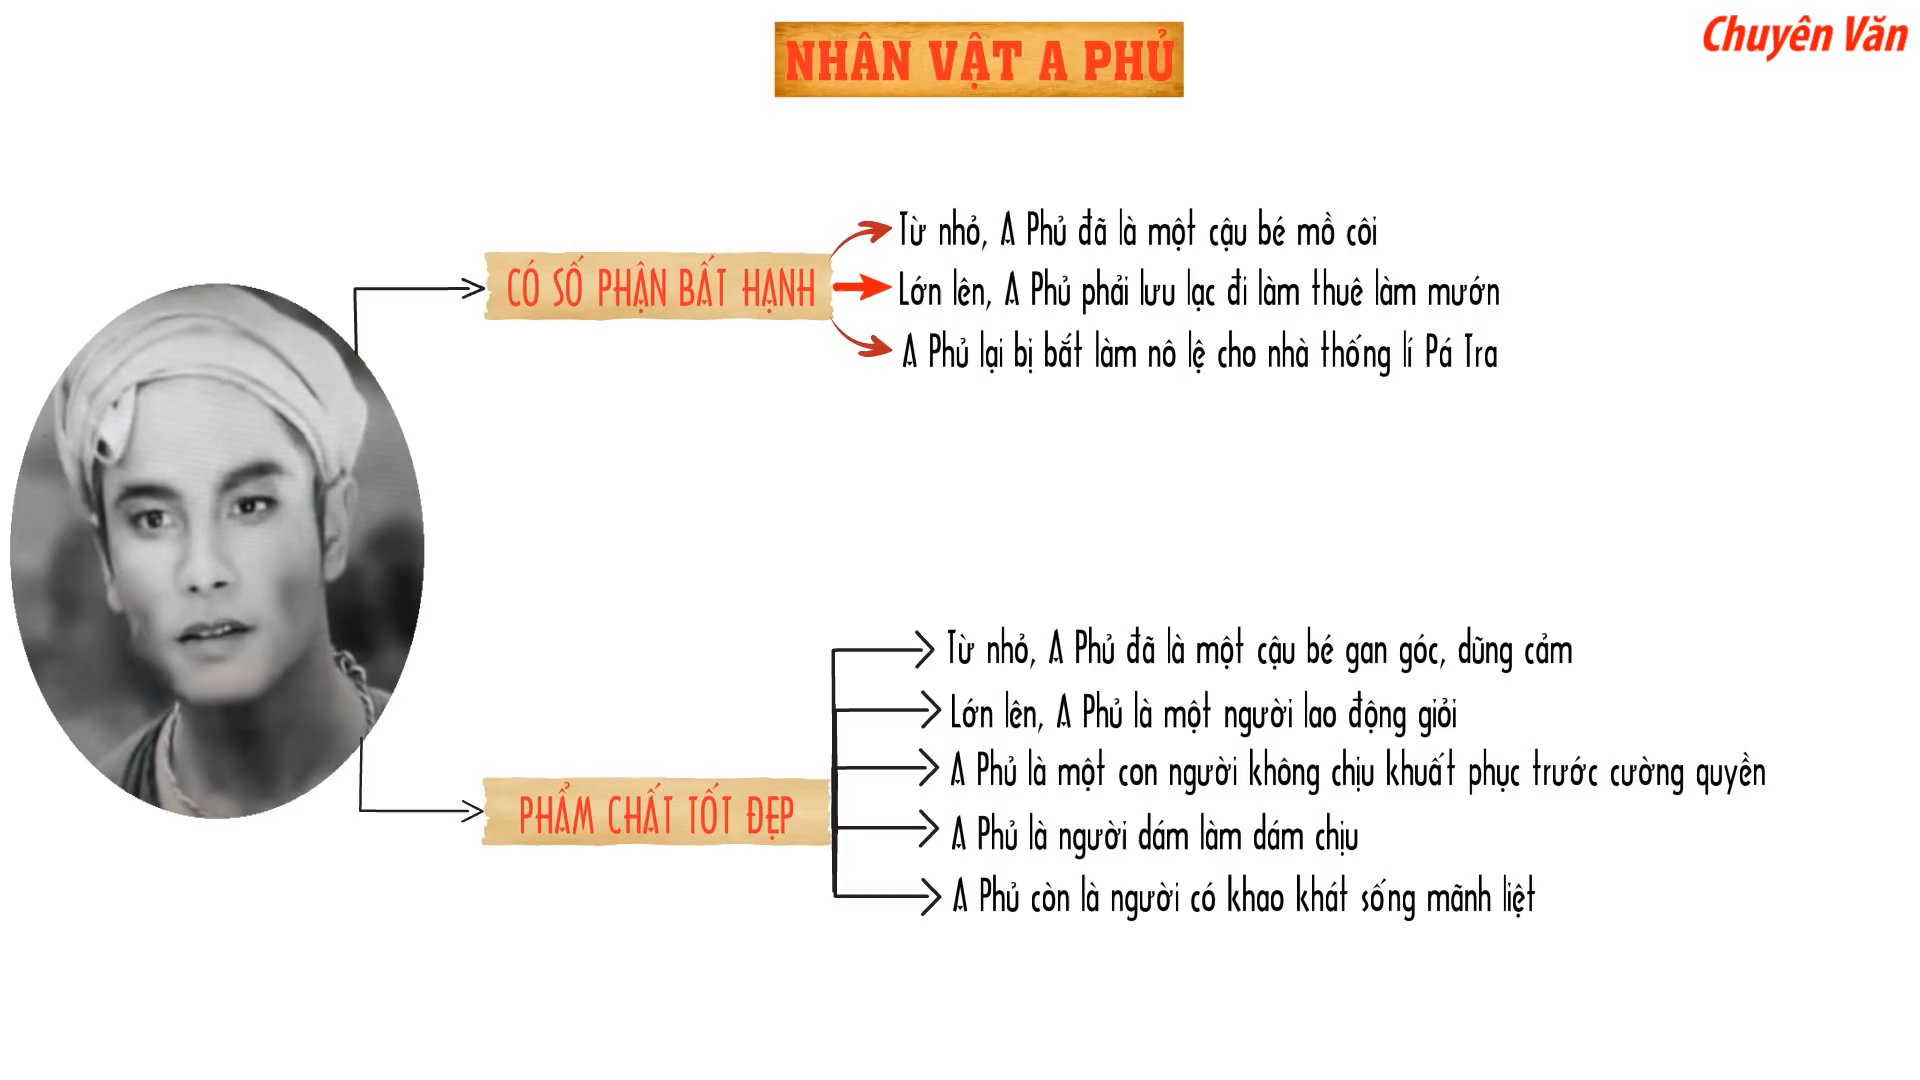 Chuyên Văn
NHÂN VẬT A PHỦ
CÓ SỐ PHẬN BẤT HẠNH
Từ nhỏ, A Phủ đã là một cậu bé mồ côi
Lớn lên, A Phủ phải lưu lạc đi làm thuê làm mướn
A Phủ lại bị bắt làm nô lệ cho nhà thống lí Pá Tra
PHẨM CHẤT TỐT ĐẸP
Từ nhỏ, A Phủ đã là một cậu bé gan góc, dũng cảm
Lớn lên, A Phủ là một người lao động giỏi
A Phủ là một con người không chịu khuất phục trước cường quyền
A Phủ là người dám làm dám chịu
A Phủ còn là người có khao khát sống mãnh liệt